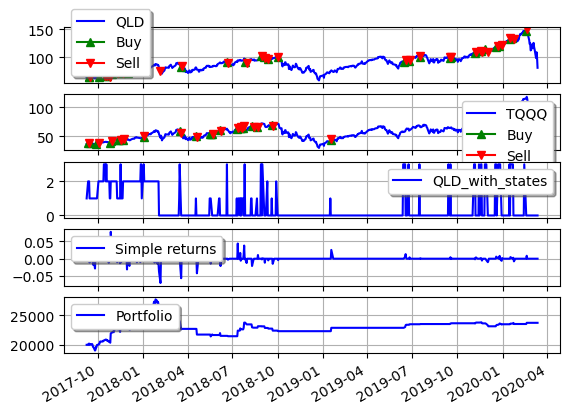 150
100
QLD
Buy
Sell
100
50
TQQQ
Buy
Sell
2
0
QLD_with_states
0.05
0.00
−0.05
Simple returns
25000
20000
Portfolio
2017-10 2018-01 2018-04 2018-07 2018-10 2019-01 2019-04 2019-07 2019-10 2020-01 2020-04